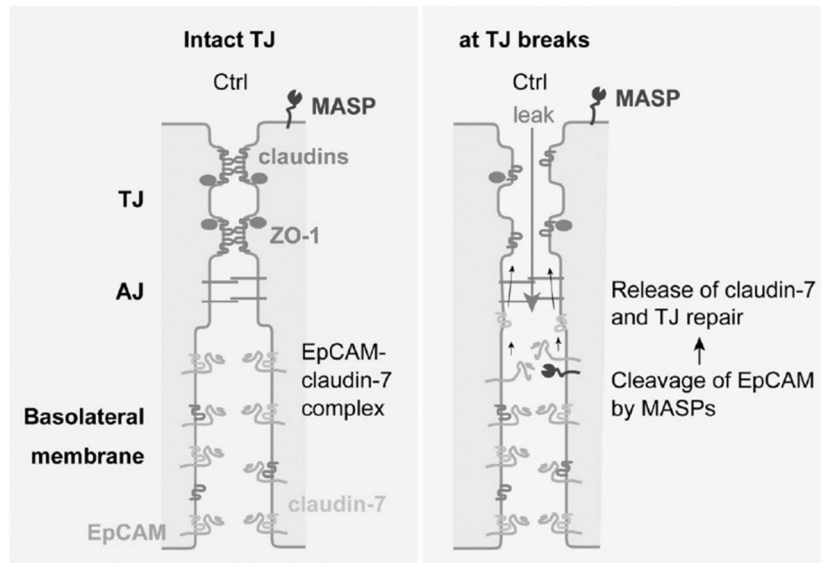 Intact TJ
Ctrl
MASP
claudins
TJ
ZO-1
AJ
EpCAM-
claudin-7
complex
Basolateral
membrane
claudin-7
EpCAM
at TJ breaks
Ctrl
MASP
leak
Release of claudin-7
and TJ repair
Cleavage of EpCAM
by MASPs